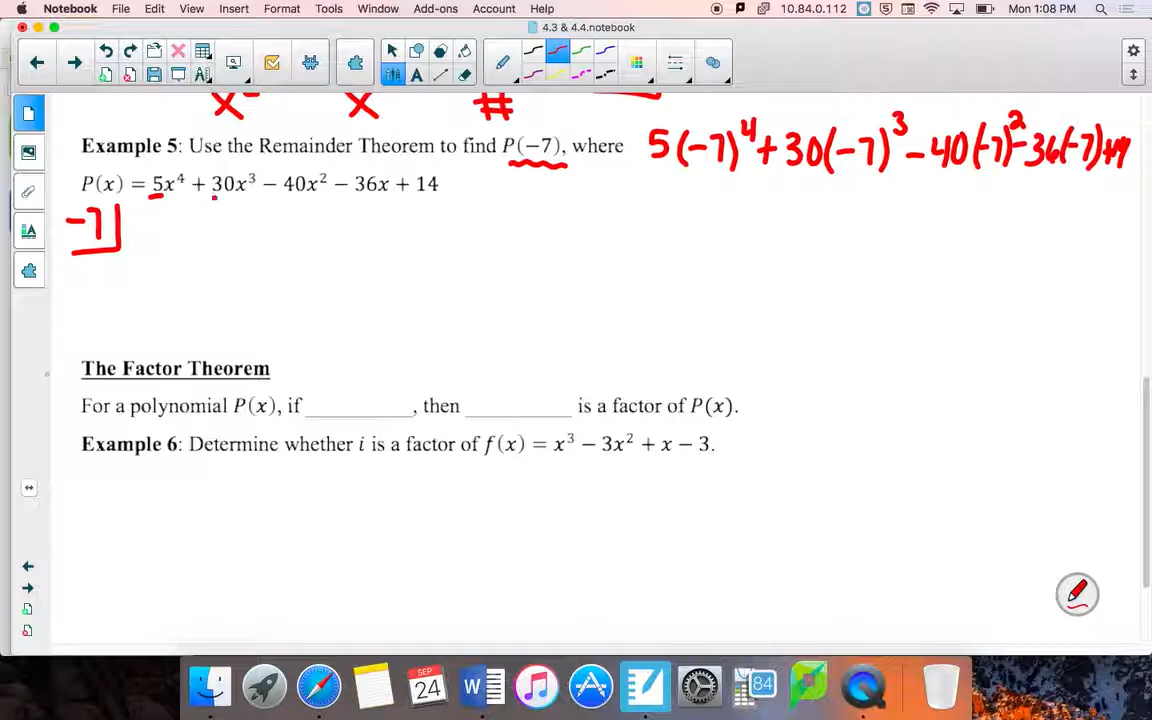 Notebook File Edit View Insert Format Tools Window Add-ons Account Help 10.84.0.112 Mon 1:08 PM
4.3 & 4.4.notebook
x x #
Example 5: Use the Remainder Theorem to find P(−7), where 5(-7)⁴+30(-7)³-40(-7)²-36(-7)+14
P(x) = 5x⁴ + 30x³ − 40x² − 36x + 14
-7
The Factor Theorem
For a polynomial P(x), if ____________, then ____________ is a factor of P(x).
Example 6: Determine whether i is a factor of f(x) = x³ − 3x² + x − 3.
SEP
24
W
84